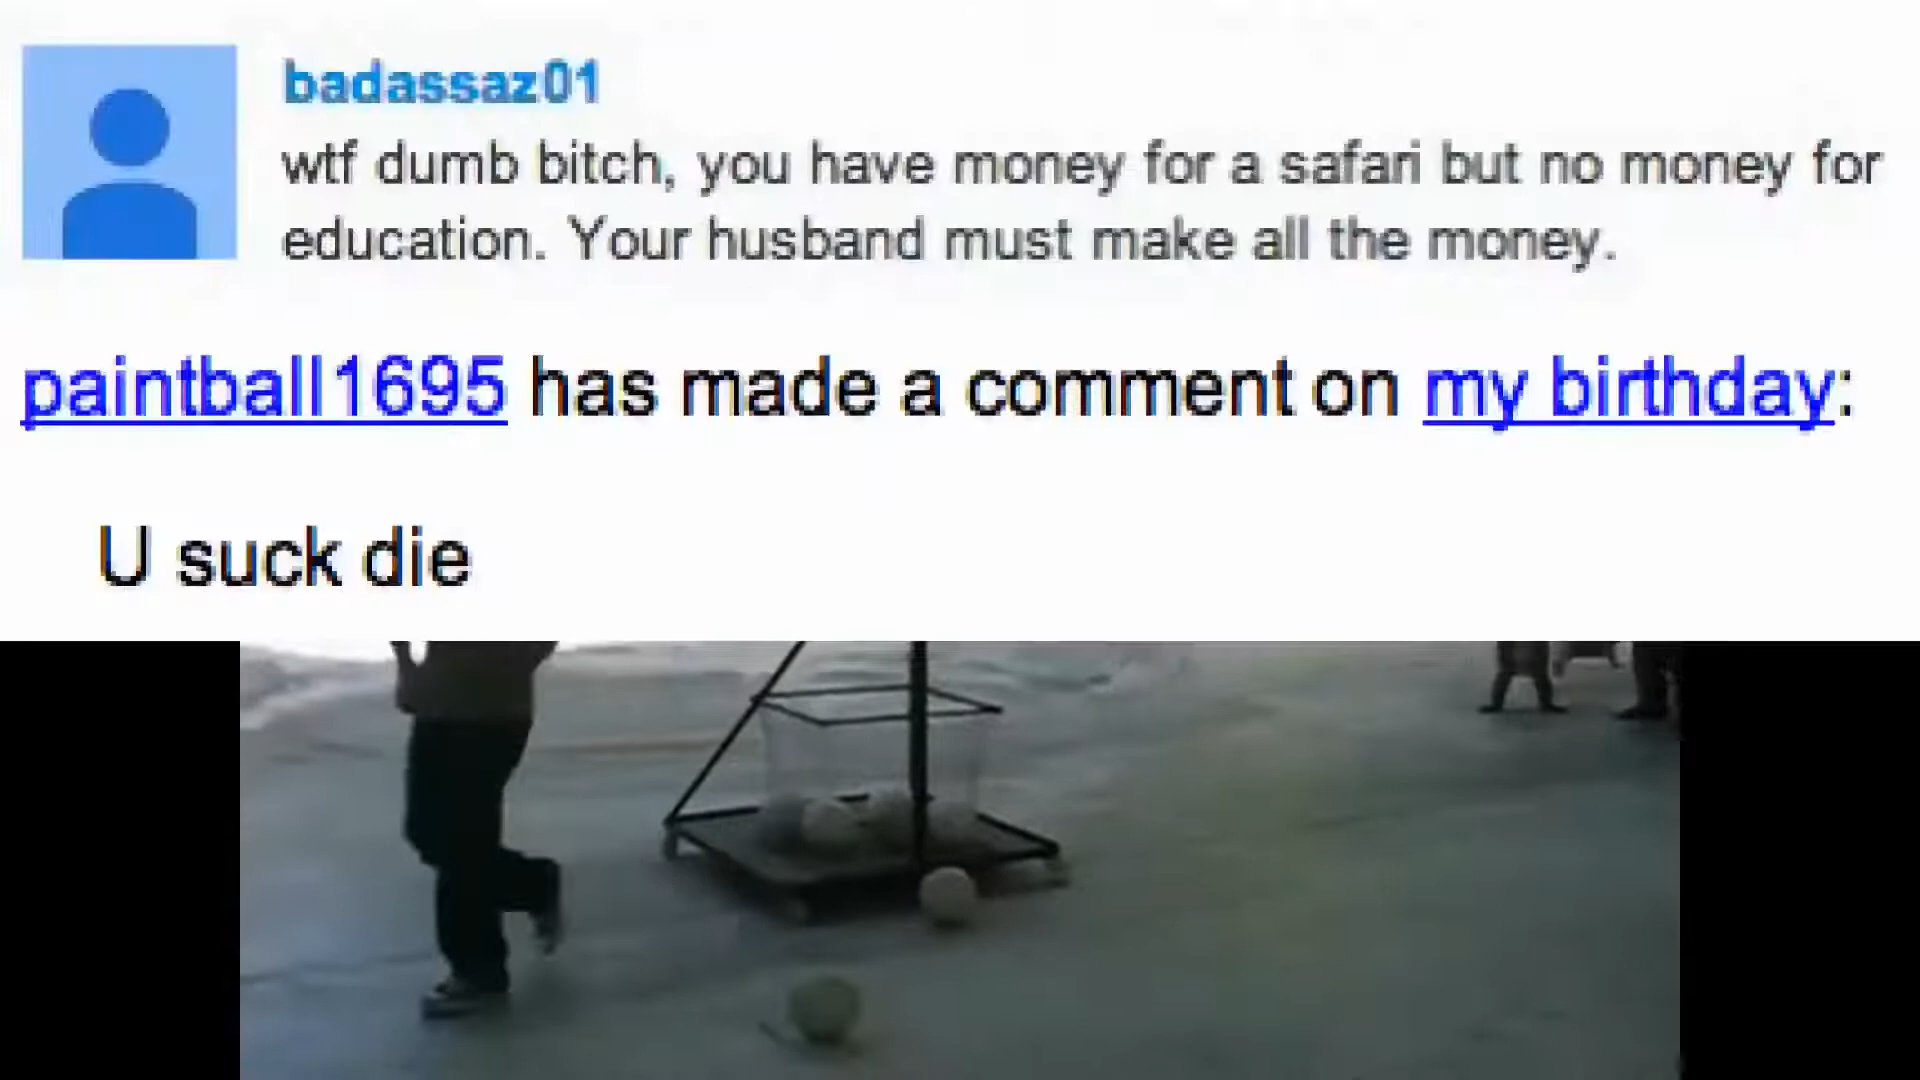 badassaz01
wtf dumb bitch, you have money for a safari but no money for
education. Your husband must make all the money.
paintball1695 has made a comment on my birthday:
U suck die